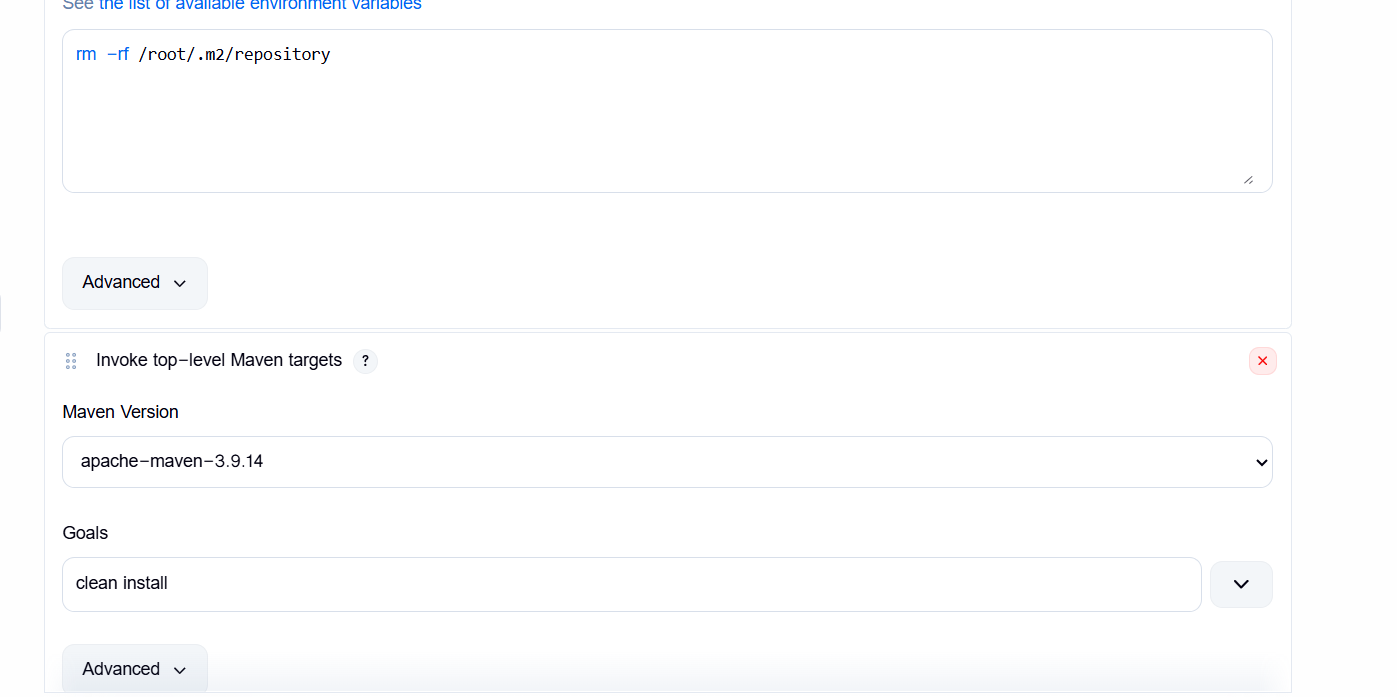 See the list of available environment variables
rm -rf /root/.m2/repository
Advanced
Invoke top-level Maven targets ?
Maven Version
apache-maven-3.9.14
Goals
clean install
Advanced